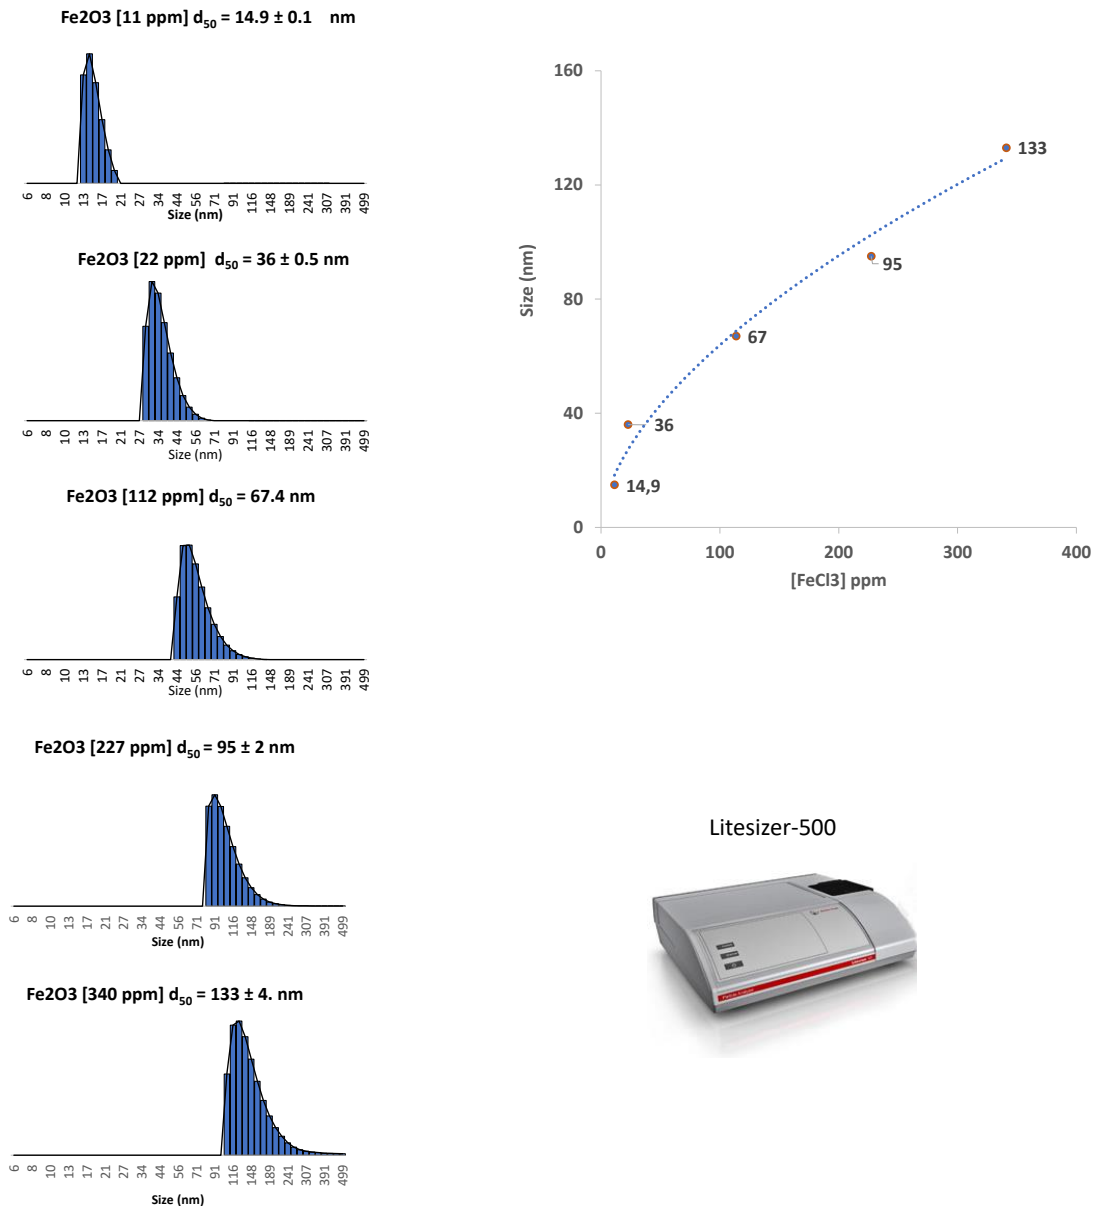 Fe2O3 [11 ppm] d50 = 14.9 ± 0.1 nm
6 8 10 13 17 21 27 34 44 56 71 91 116 148 189 241 307 391 499
Size (nm)
Fe2O3 [22 ppm] d50 = 36 ± 0.5 nm
6 8 10 13 17 21 27 34 44 56 71 91 116 148 189 241 307 391 499
Size (nm)
Fe2O3 [112 ppm] d50 = 67.4 nm
6 8 10 13 17 21 27 34 44 56 71 91 116 148 189 241 307 391 499
Size (nm)
Fe2O3 [227 ppm] d50 = 95 ± 2 nm
6 8 10 13 17 21 27 34 44 56 71 91 116 148 189 241 307 391 499
Size (nm)
Fe2O3 [340 ppm] d50 = 133 ± 4. nm
6 8 10 13 17 21 27 34 44 56 71 91 116 148 189 241 307 391 499
Size (nm)
Size (nm)
160
120
80
40
0
133
95
67
36
14,9
0 100 200 300 400
[FeCl3] ppm
Litesizer-500